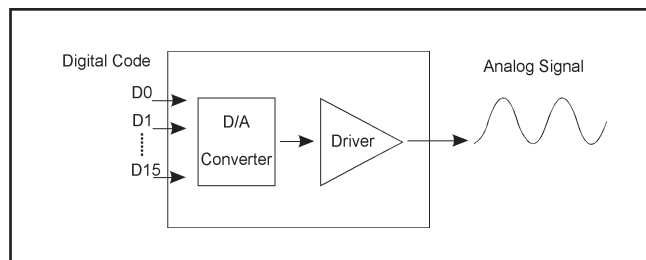 Digital Code
Analog Signal
D0
D1
D15
D/A
Converter
Driver